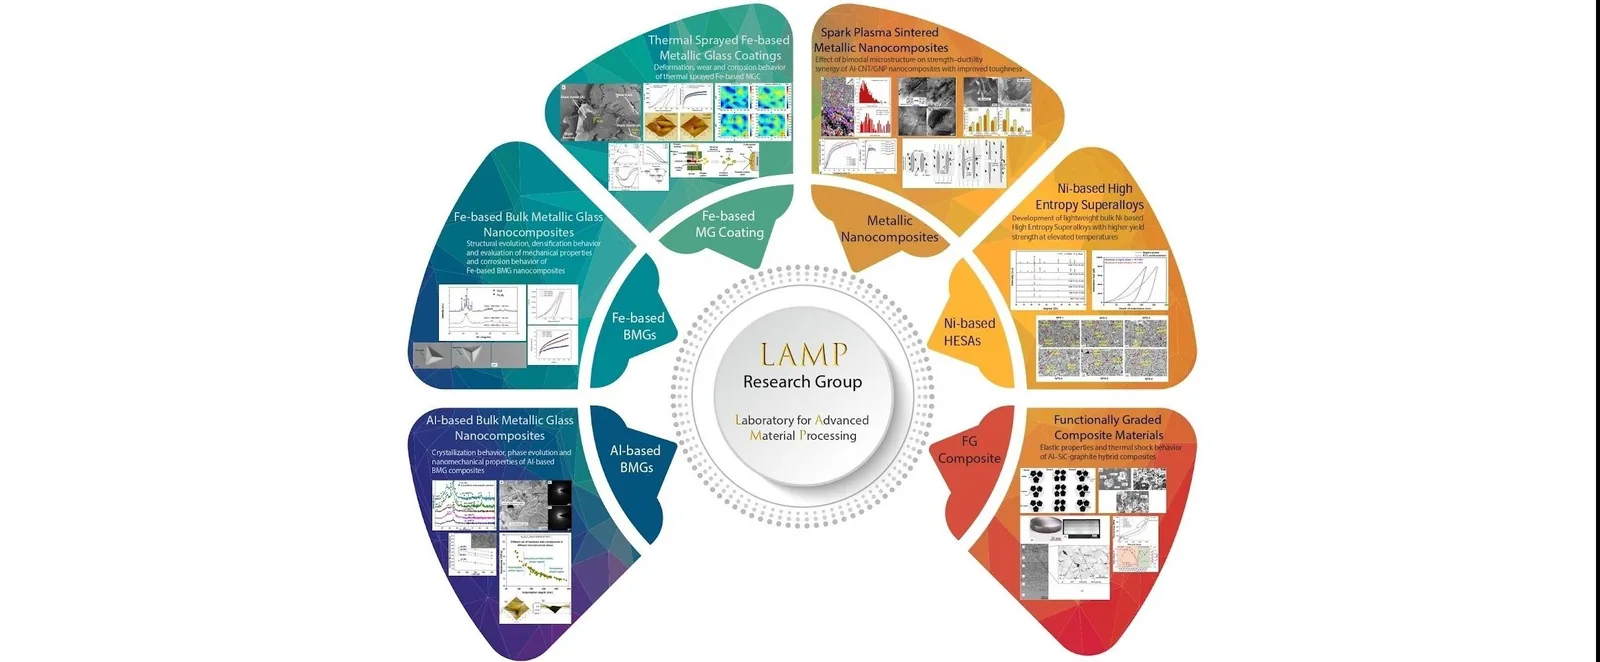 Thermal Sprayed Fe-based
Metallic Glass Coatings
Deformation, wear and corrosion behavior
of thermal sprayed Fe-based MGC
Spark Plasma Sintered
Metallic Nanocomposites
Effect of bimodal microstructure on strength–ductility
synergy of Al-CNT/GNP nanocomposites with improved toughness
Fe-based Bulk Metallic Glass
Nanocomposites
Structural evolution, densification behavior
and evaluation of mechanical properties
and corrosion behavior of
Fe-based BMG nanocomposites
Ni-based High
Entropy Superalloys
Development of lightweight bulk Ni-based
High Entropy Superalloys with higher yield
strength at elevated temperatures
Fe-based
MG Coating
Metallic
Nanocomposites
Fe-based
BMGs
Ni-based
HESAs
LAMP
Research Group
Laboratory for Advanced
Material Processing
Al-based Bulk Metallic Glass
Nanocomposites
Crystallization behavior, phase evolution and
nanomechanical properties of Al-based
BMG composites
Al-based
BMGs
FG
Composite
Functionally Graded
Composite Materials
Elastic properties and thermal shock behavior
of Al–SiC-graphite hybrid composites